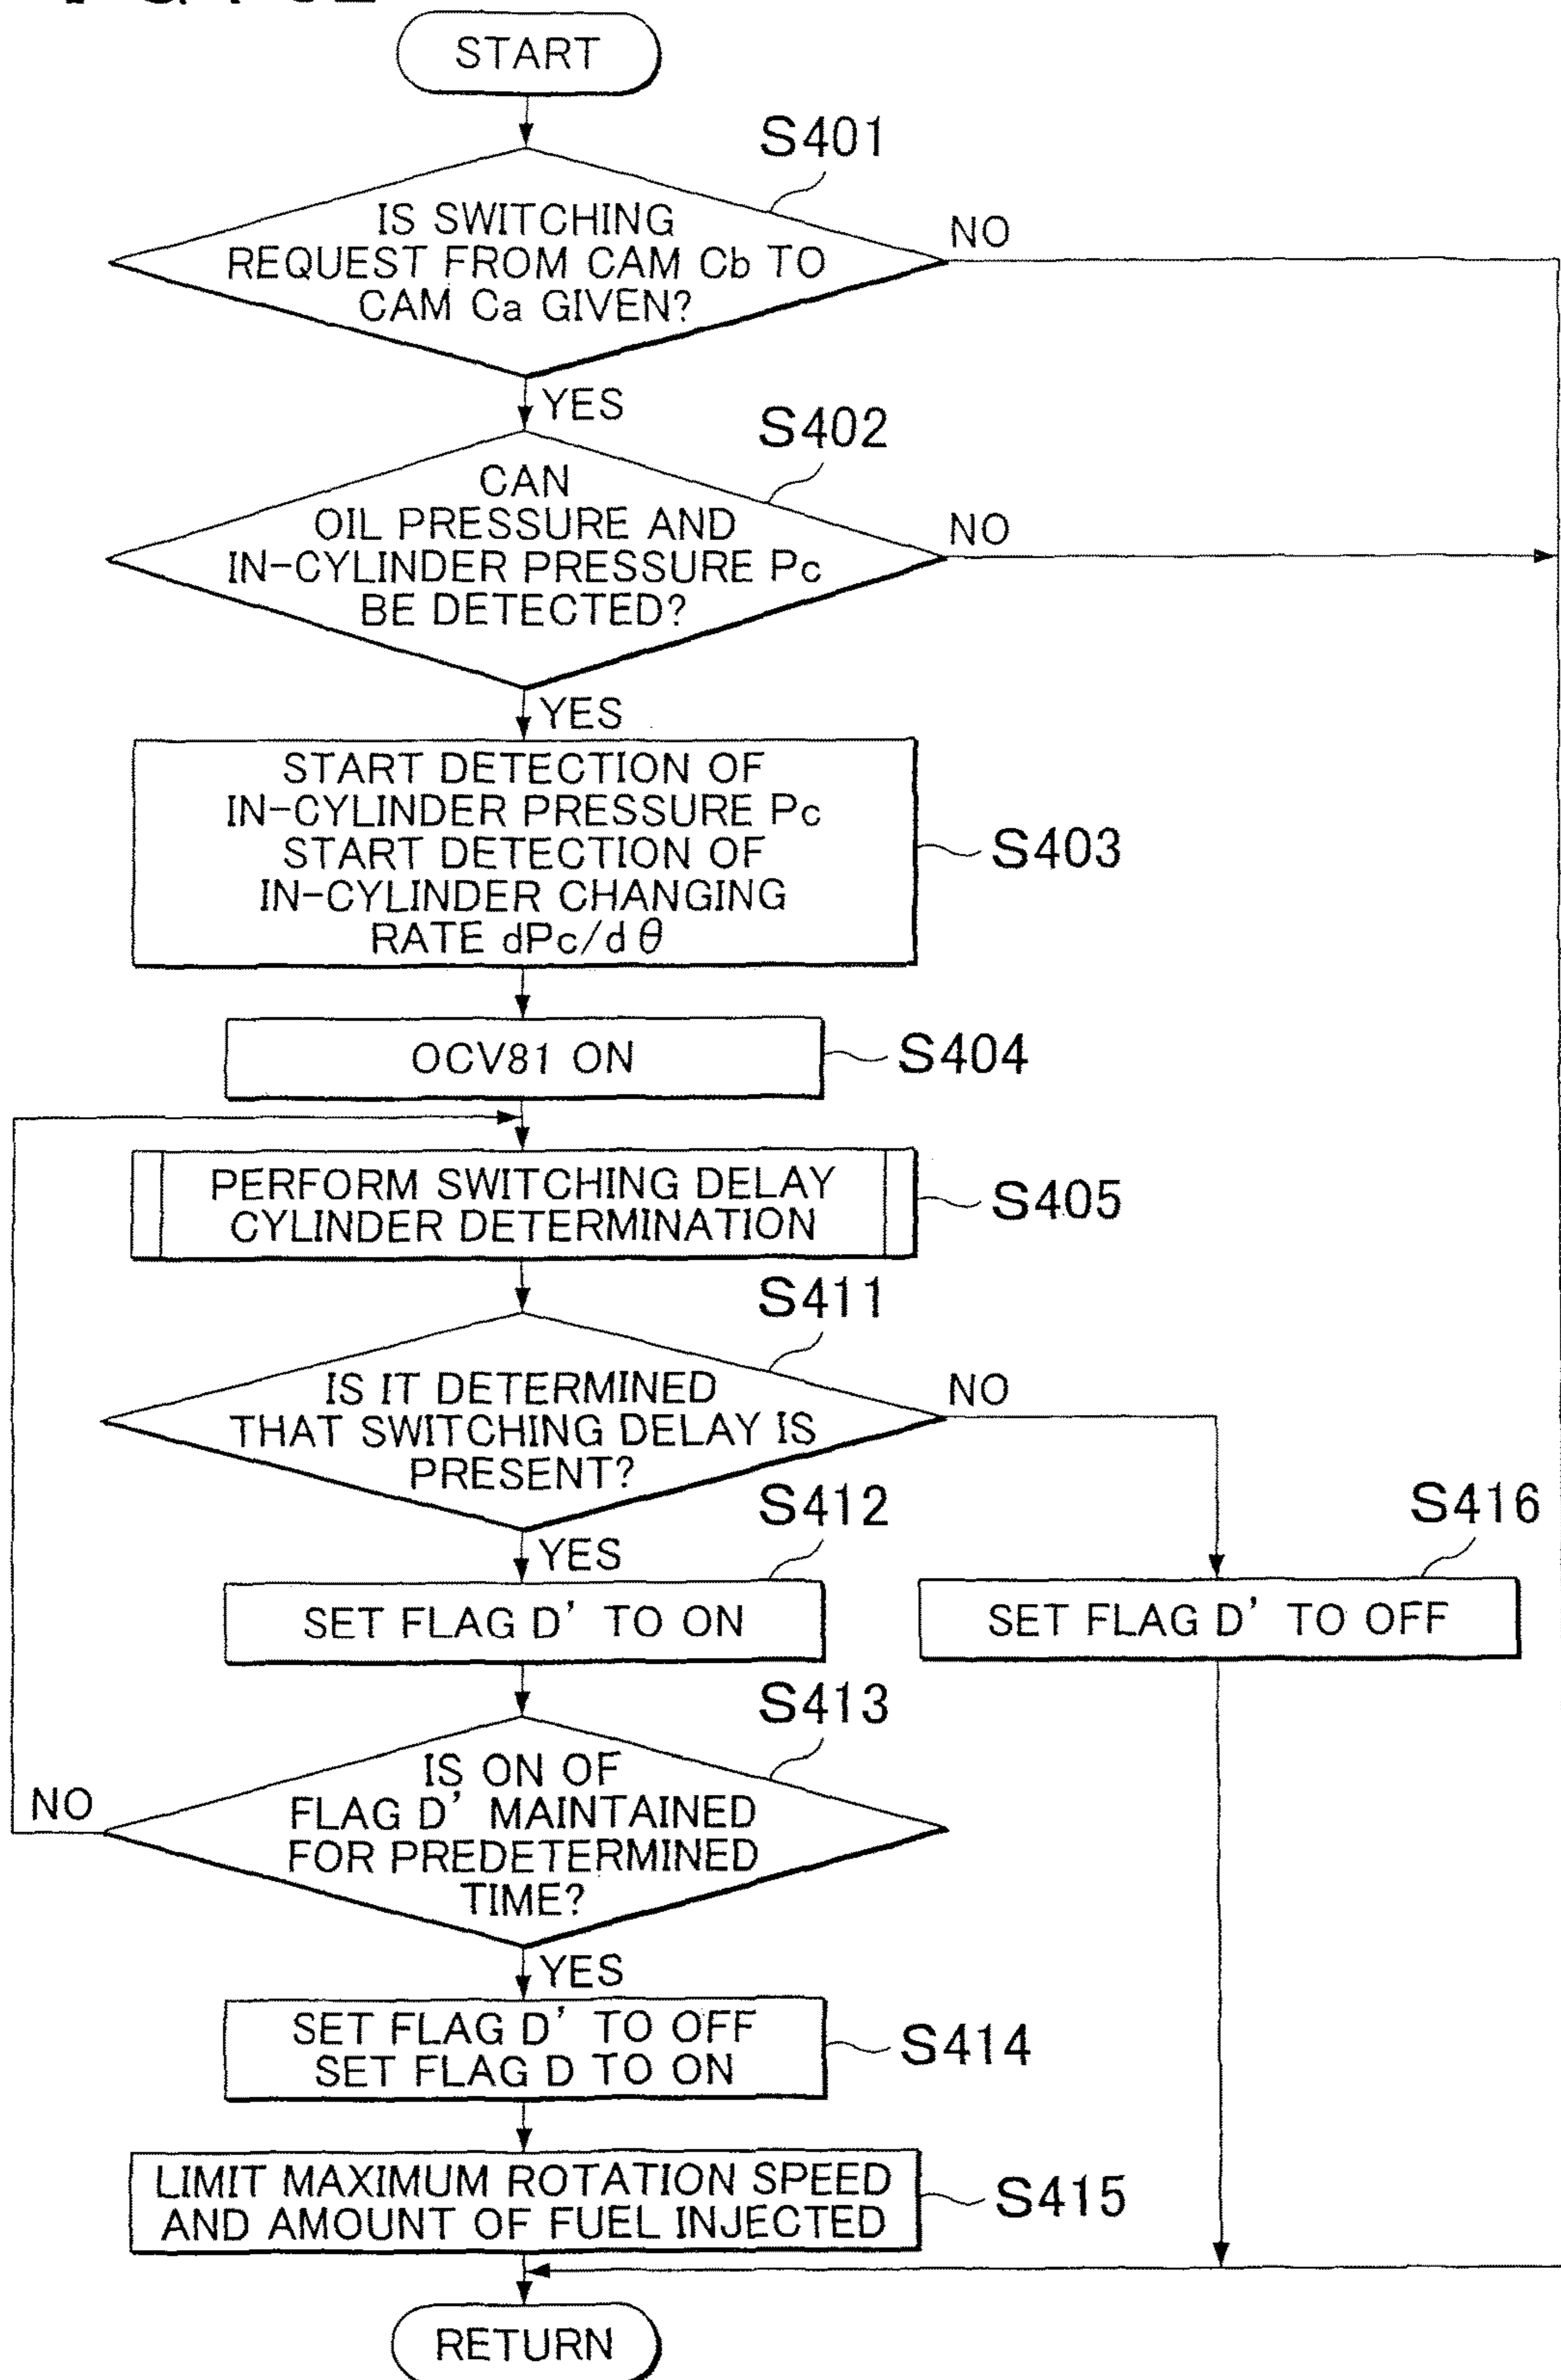 START
S401
IS SWITCHING
REQUEST FROM CAM Cb TO
CAM Ca GIVEN?
NO
YES
S402
CAN
OIL PRESSURE AND
IN-CYLINDER PRESSURE Pc
BE DETECTED?
NO
YES
START DETECTION OF
IN-CYLINDER PRESSURE Pc
START DETECTION OF
IN-CYLINDER CHANGING
RATE dPc/dθ
S403
OCV81 ON
S404
PERFORM SWITCHING DELAY
CYLINDER DETERMINATION
S405
S411
IS IT DETERMINED
THAT SWITCHING DELAY IS
PRESENT?
NO
YES
S412
SET FLAG D' TO ON
S416
SET FLAG D' TO OFF
S413
IS ON OF
FLAG D' MAINTAINED
FOR PREDETERMINED
TIME?
NO
YES
SET FLAG D' TO OFF
SET FLAG D TO ON
S414
LIMIT MAXIMUM ROTATION SPEED
AND AMOUNT OF FUEL INJECTED
S415
RETURN